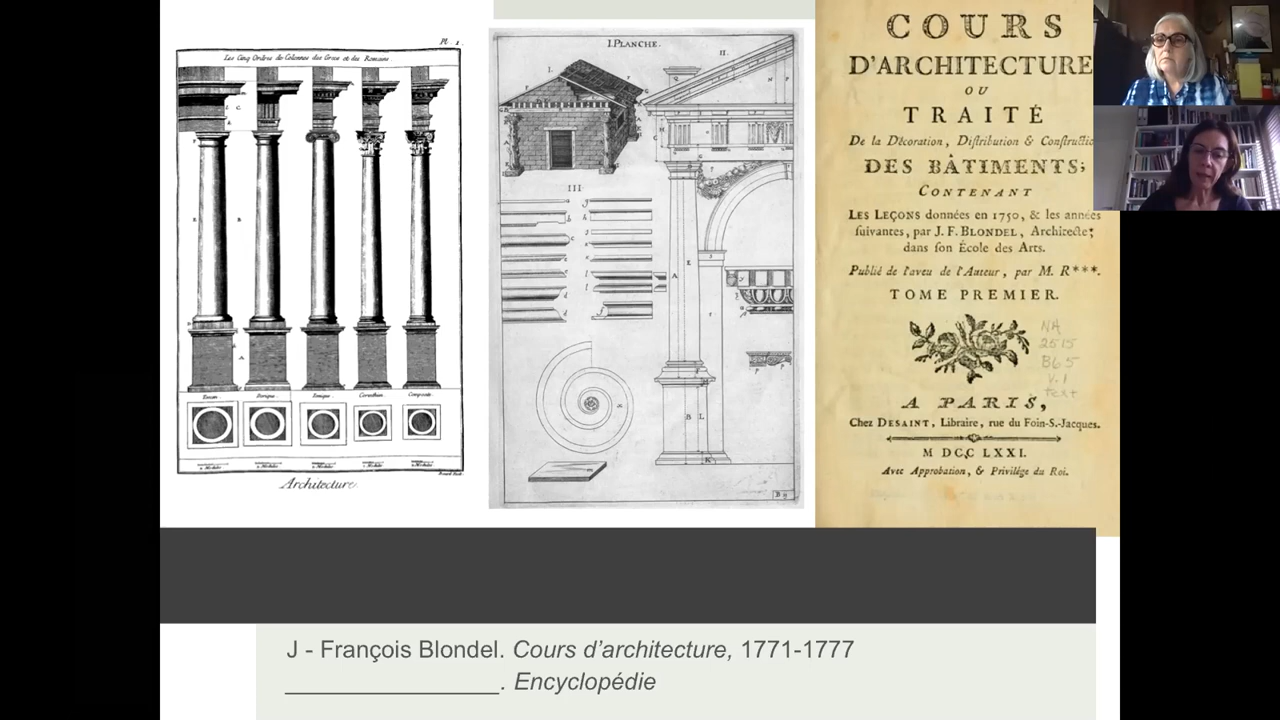 Pl. 1.
Les Cinq Ordres de Colonnes des Grecs et des Romains.
Toscan.
Dorique.
Ionique.
Corinthien.
Composite.
Architecture.
I. PLANCHE.
II.
III
COURS
D'ARCHITECTURE
OU
TRAITÉ
De la Décoration, Distribution & Constructio
DES BÂTIMENTS;
CONTENANT
LES LEÇONS données en 1750, & les années
suivantes, par J. F. BLONDEL, Architecte;
dans son École des Arts.
Publié de l'aveu de l'Auteur, par M. R***.
TOME PREMIER.
NA
2515
B65
v.1
text
A PARIS,
Chez DESAINT, Libraire, rue du Foin-S.-Jacques.
M DCC LXXI.
Avec Approbation, & Privilége du Roi.
J - François Blondel. Cours d'architecture, 1771-1777
________________. Encyclopédie